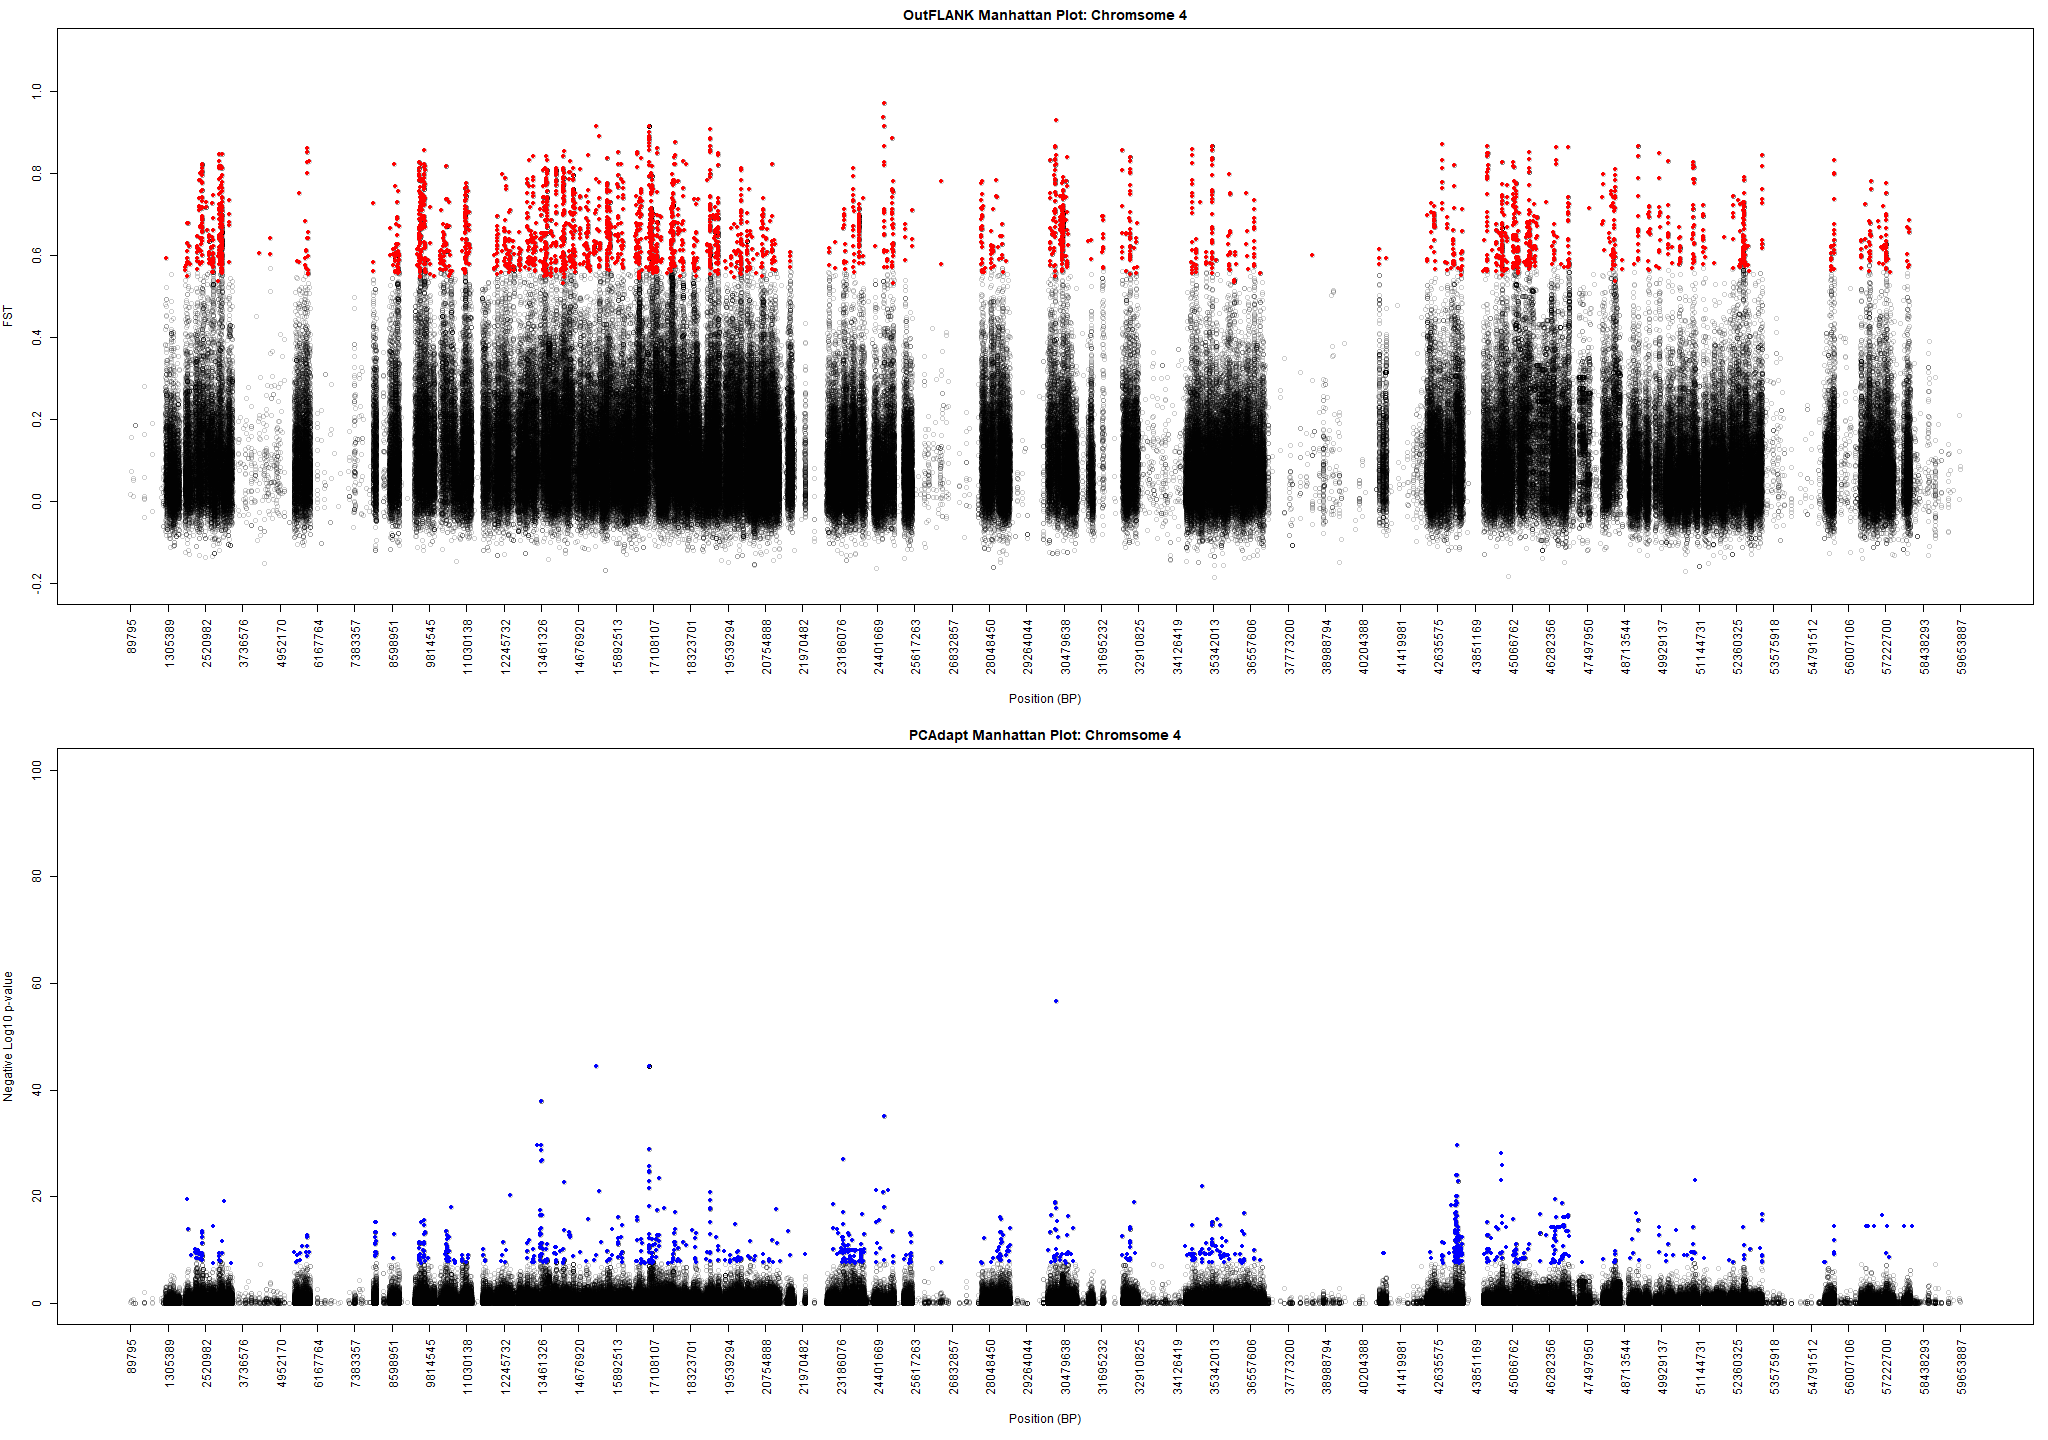 OutFLANK Manhattan Plot: Chromsome 4
FST
1.0
0.8
0.6
0.4
0.2
0.0
-0.2
89795 1305389 2520982 3736576 4952170 6167764 7383357 8598951 9814545 11030138 12245732 13461326 14676920 15892513 17108107 18323701 19539294 20754888 21970482 23186076 24401669 25617263 26832857 28048450 29264044 30479638 31695232 32910825 34126419 35342013 36557606 37773200 38988794 40204388 41419981 42635575 43851169 45066762 46282356 47497950 48713544 49929137 51144731 52360325 53575918 54791512 56007106 57222700 58438293 59653887
Position (BP)
PCAdapt Manhattan Plot: Chromsome 4
Negative Log10 p-value
100
80
60
40
20
0
89795 1305389 2520982 3736576 4952170 6167764 7383357 8598951 9814545 11030138 12245732 13461326 14676920 15892513 17108107 18323701 19539294 20754888 21970482 23186076 24401669 25617263 26832857 28048450 29264044 30479638 31695232 32910825 34126419 35342013 36557606 37773200 38988794 40204388 41419981 42635575 43851169 45066762 46282356 47497950 48713544 49929137 51144731 52360325 53575918 54791512 56007106 57222700 58438293 59653887
Position (BP)